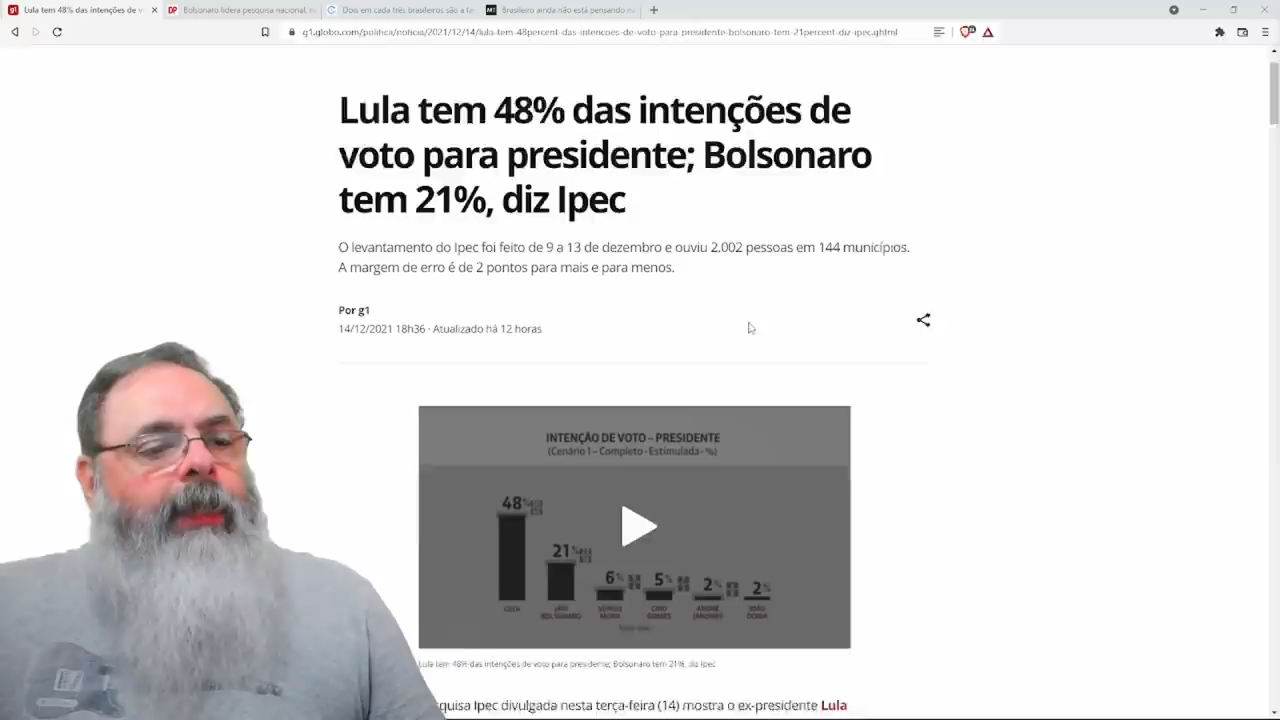 Lula tem 48% das intenções de v
Bolsonaro lidera pesquisa nacional, n
Dois em cada três brasileiros são a fa
Brasileiro ainda não está pensando n
g1.globo.com/politica/noticia/2021/12/14/lula-tem-48percent-das-intencoes-de-voto-para-presidente-bolsonaro-tem-21percent-diz-ipec.ghtml
Lula tem 48% das intenções de
voto para presidente; Bolsonaro
tem 21%, diz Ipec
O levantamento do Ipec foi feito de 9 a 13 de dezembro e ouviu 2.002 pessoas em 144 municípios.
A margem de erro é de 2 pontos para mais e para menos.
Por g1
14/12/2021 18h36 · Atualizado há 12 horas
INTENÇÃO DE VOTO – PRESIDENTE
(Cenário 1 – Completo - Estimulada - %)
48%
21%
6%
5%
2%
2%
LULA
JAIR BOLSONARO
SERGIO MORO
CIRO GOMES
ANDRÉ JANONES
JOÃO DORIA
Lula tem 48% das intenções de voto para presidente; Bolsonaro tem 21%, diz Ipec
quisa Ipec divulgada nesta terça-feira (14) mostra o ex-presidente Lula